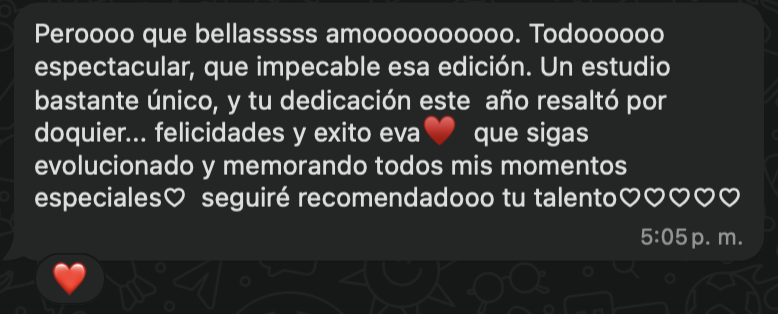 Peroooo que bellasssss amoooooooooo. Todoooooo
espectacular, que impecable esa edición. Un estudio
bastante único, y tu dedicación este  año resaltó por
doquier... felicidades y exito eva❤️  que sigas
evolucionado y memorando todos mis momentos
especiales♡  seguiré recomendadooo tu talento♡♡♡♡♡
5:05 p. m.
❤️